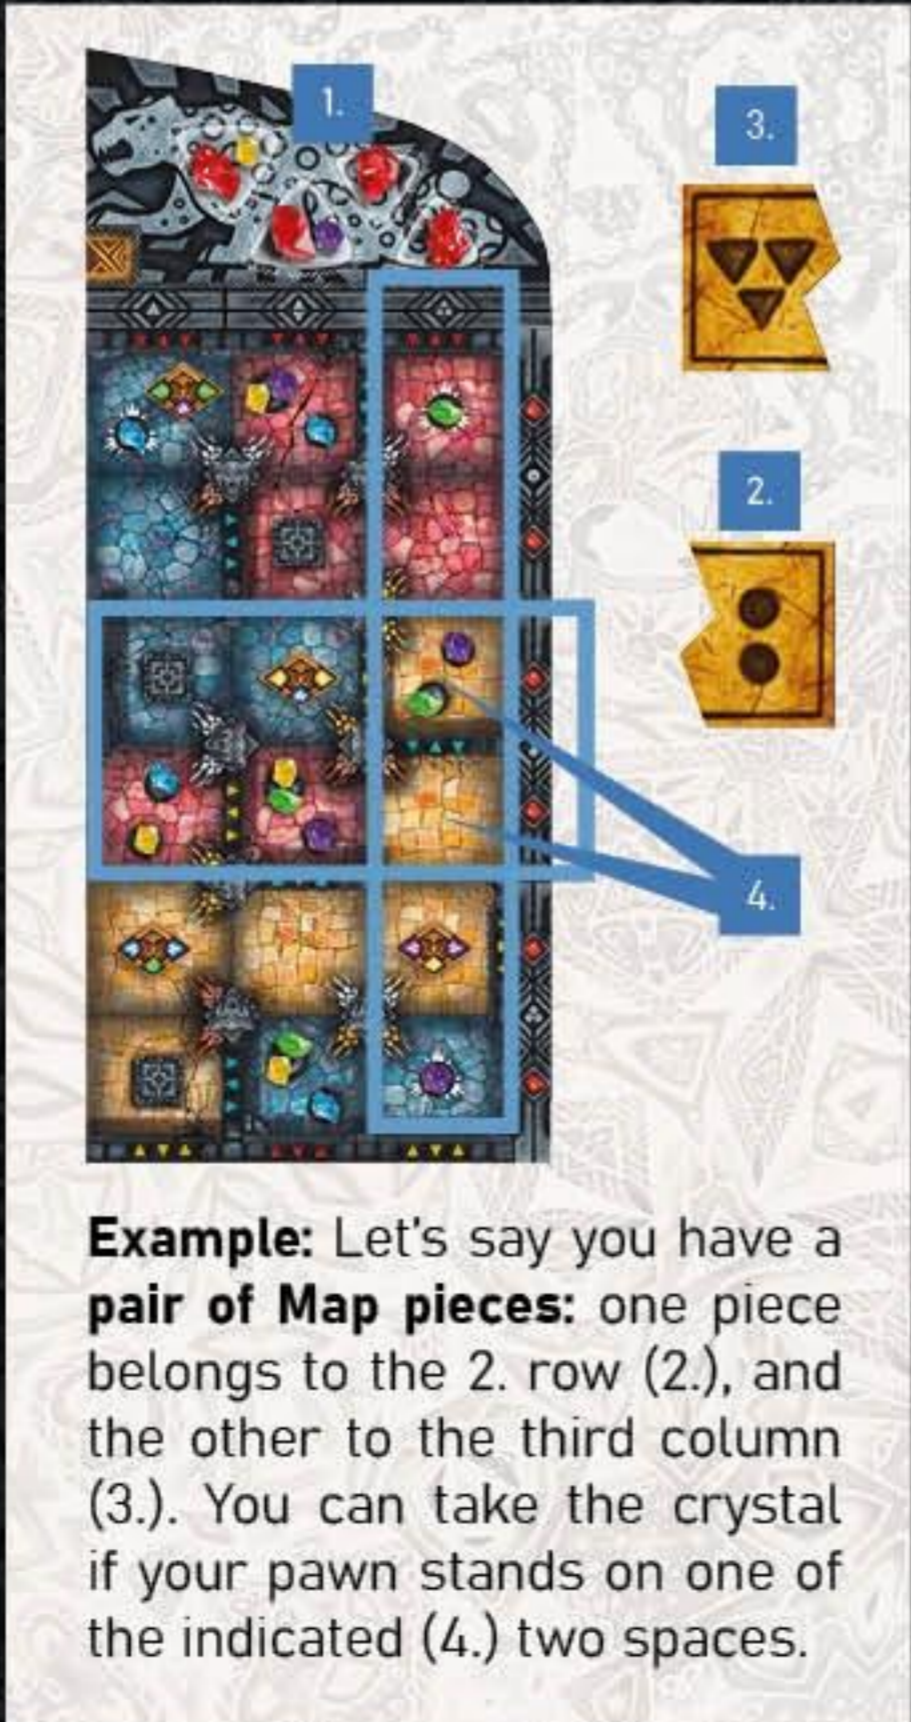 1.
3.
2.
4.
Example: Let's say you have a
pair of Map pieces: one piece
belongs to the 2. row (2.), and
the other to the third column
(3.). You can take the crystal
if your pawn stands on one of
the indicated (4.) two spaces.